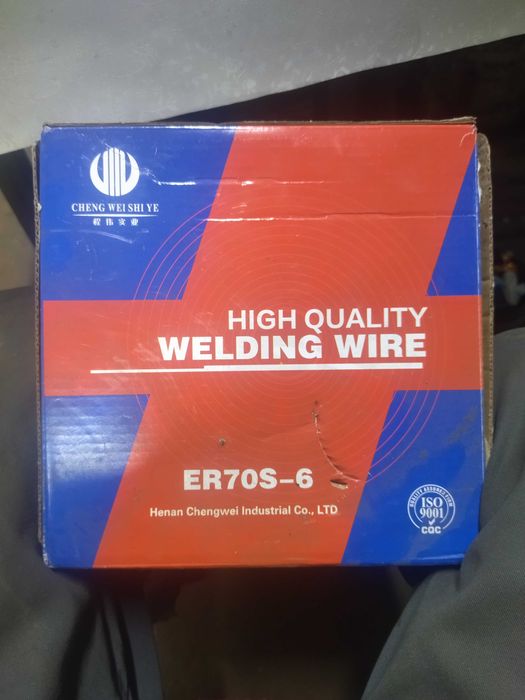 CHENG WEI SHI YE
程伟实业
HIGH QUALITY
WELDING WIRE
ER70S-6
Henan Chengwei Industrial Co., LTD
ISO
9001
CQC